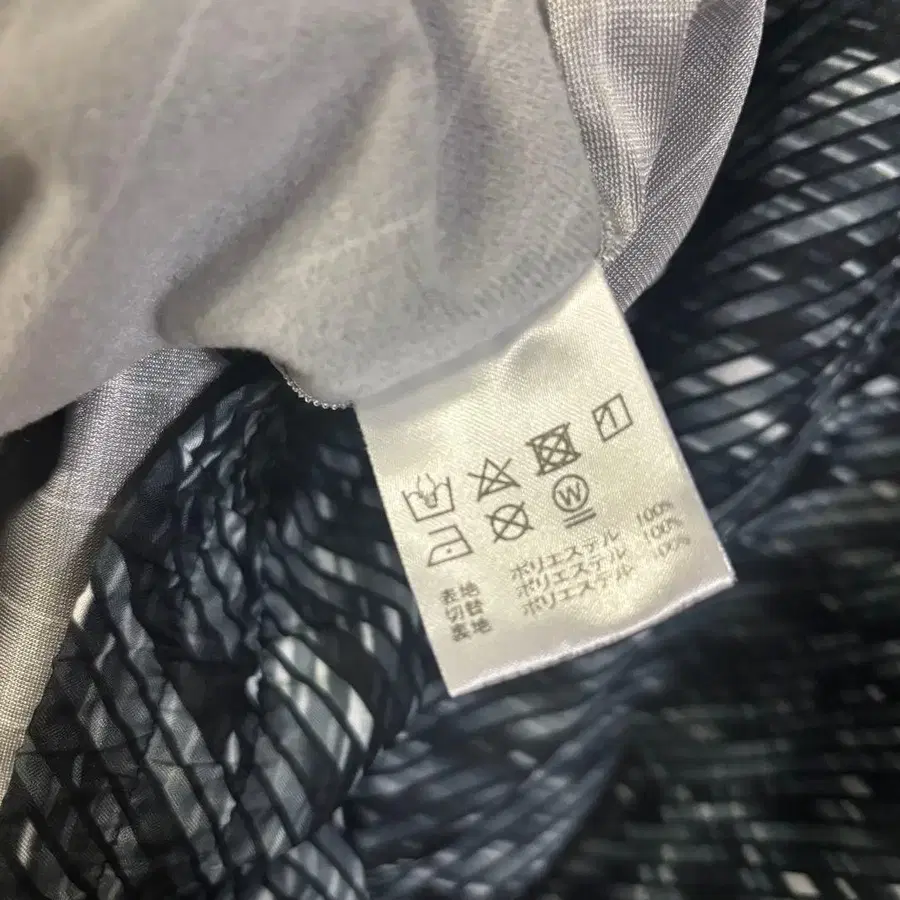 W
表地 ポリエステル 100%
切替 ポリエステル 100%
裏地 ポリエステル 100%